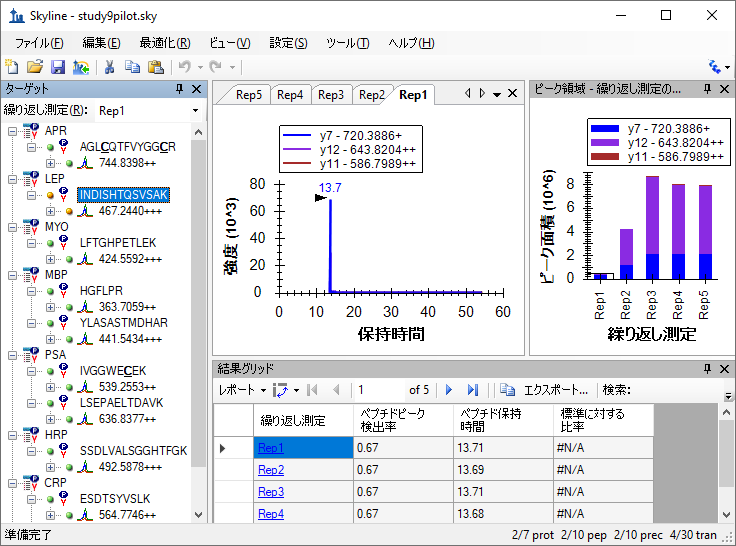 Skyline - study9pilot.sky
ファイル(F) 編集(E) 最適化(R) ビュー(V) 設定(S) ツール(T) ヘルプ(H)
ターゲット
繰り返し測定(R): Rep1
APR
AGLCQTFVYGGCR
744.8398++
LEP
INDISHTQSVSAK
467.2440+++
MYO
LFTGHPETLEK
424.5592+++
MBP
HGFLPR
363.7059++
YLASASTMDHAR
441.5434+++
PSA
IVGGWECEK
539.2553++
LSEPAELTDAVK
636.8377++
HRP
SSDLVALSGGHTFGK
492.5878+++
CRP
ESDTSYVSLK
564.7746++
Rep5 Rep4 Rep3 Rep2 Rep1
y7 - 720.3886+
y12 - 643.8204++
y11 - 586.7989++
13.7
強度 (10^3)
80
60
40
20
0
0 10 20 30 40 50 60
保持時間
ピーク領域 - 繰り返し測定の...
y7 - 720.3886+
y12 - 643.8204++
y11 - 586.7989++
ピーク面積 (10^6)
8
6
4
2
0
Rep1 Rep2 Rep3 Rep4 Rep5
繰り返し測定
結果グリッド
レポート 1 of 5 エクスポート... 検索:
繰り返し測定 ペプチドピーク検出率 ペプチド保持時間 標準に対する比率
Rep1 0.67 13.71 #N/A
Rep2 0.67 13.69 #N/A
Rep3 0.67 13.71 #N/A
Rep4 0.67 13.68 #N/A
準備完了 2/7 prot 2/10 pep 2/10 prec 4/30 tran